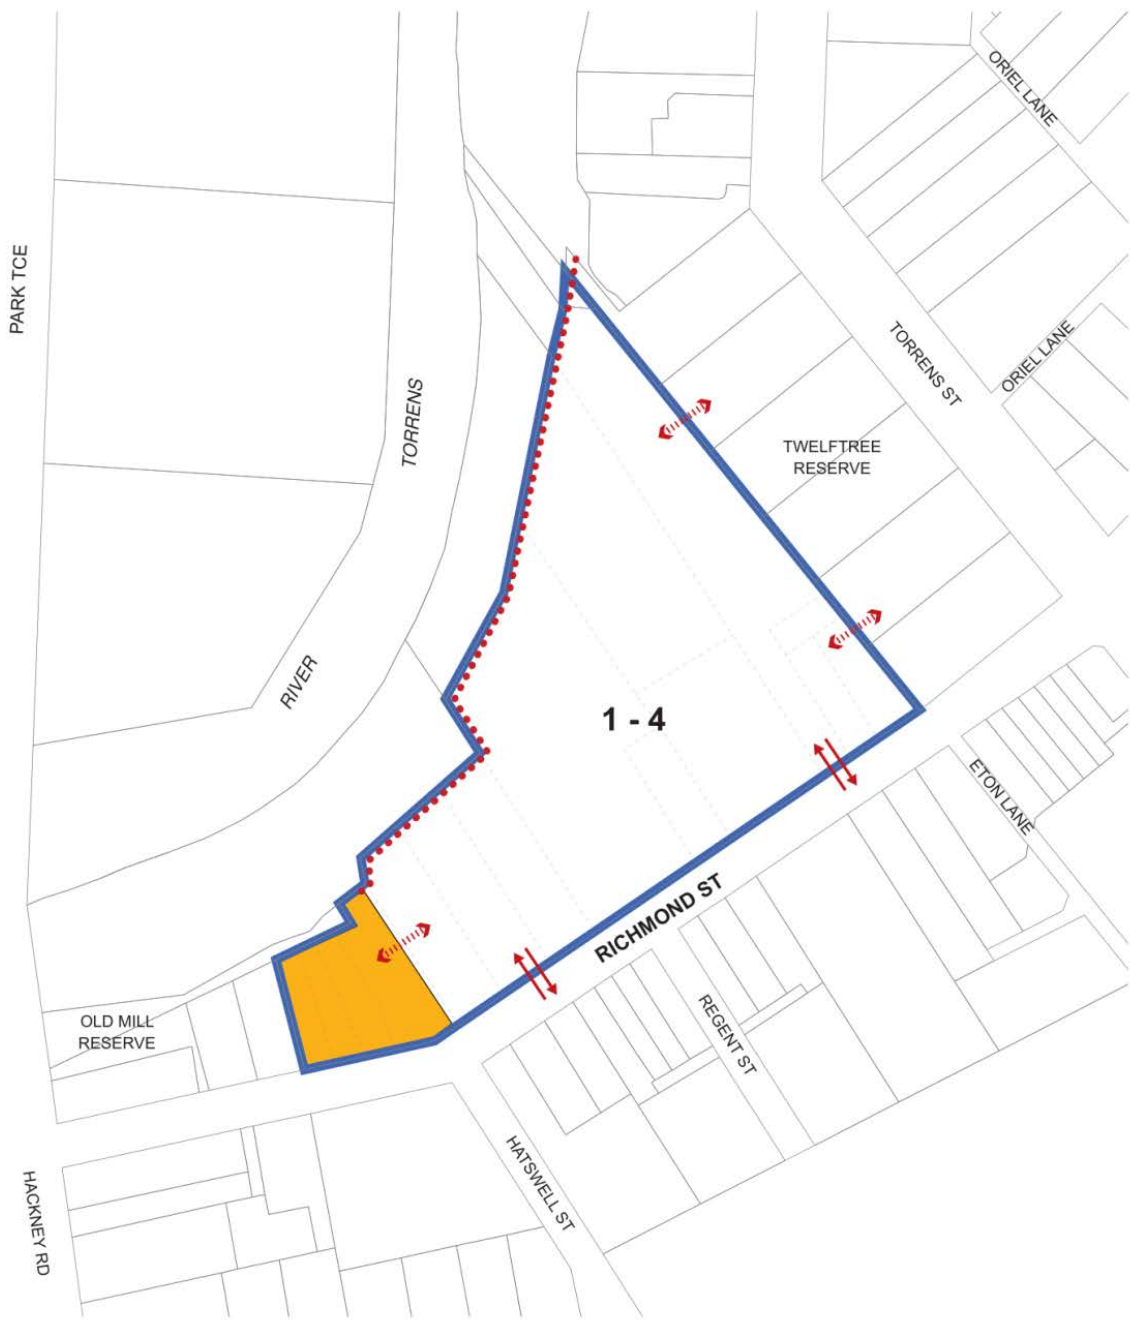 ORIEL LANE
PARK TCE
TORRENS ST
ORIEL LANE
TORRENS
TWELFTREE
RESERVE
RIVER
1 - 4
ETON LANE
RICHMOND ST
REGENT ST
OLD MILL
RESERVE
HATSWELL ST
HACKNEY RD